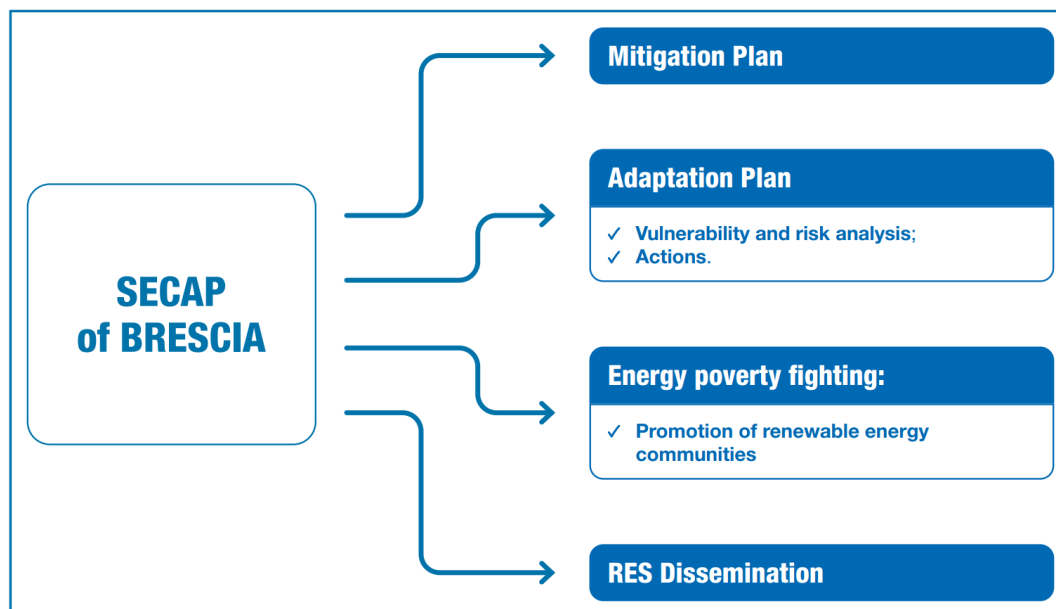 SECAP
of BRESCIA
Mitigation Plan
Adaptation Plan
✓ Vulnerability and risk analysis;
✓ Actions.
Energy poverty fighting:
✓ Promotion of renewable energy
communities
RES Dissemination